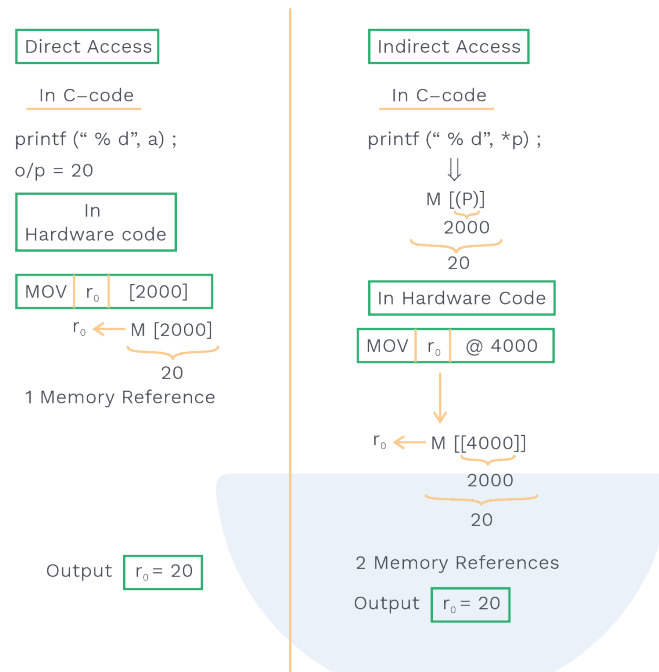 Direct Access
In C–code
printf (“ % d”, a) ;
o/p = 20
In
Hardware code
MOV r₀ [2000]
r₀ ← M [2000]
20
1 Memory Reference
Output r₀ = 20
Indirect Access
In C–code
printf (“ % d”, *p) ;
⇓
M [(P)]
2000
20
In Hardware Code
MOV r₀ @ 4000
r₀ ← M [[4000]]
2000
20
2 Memory References
Output r₀ = 20